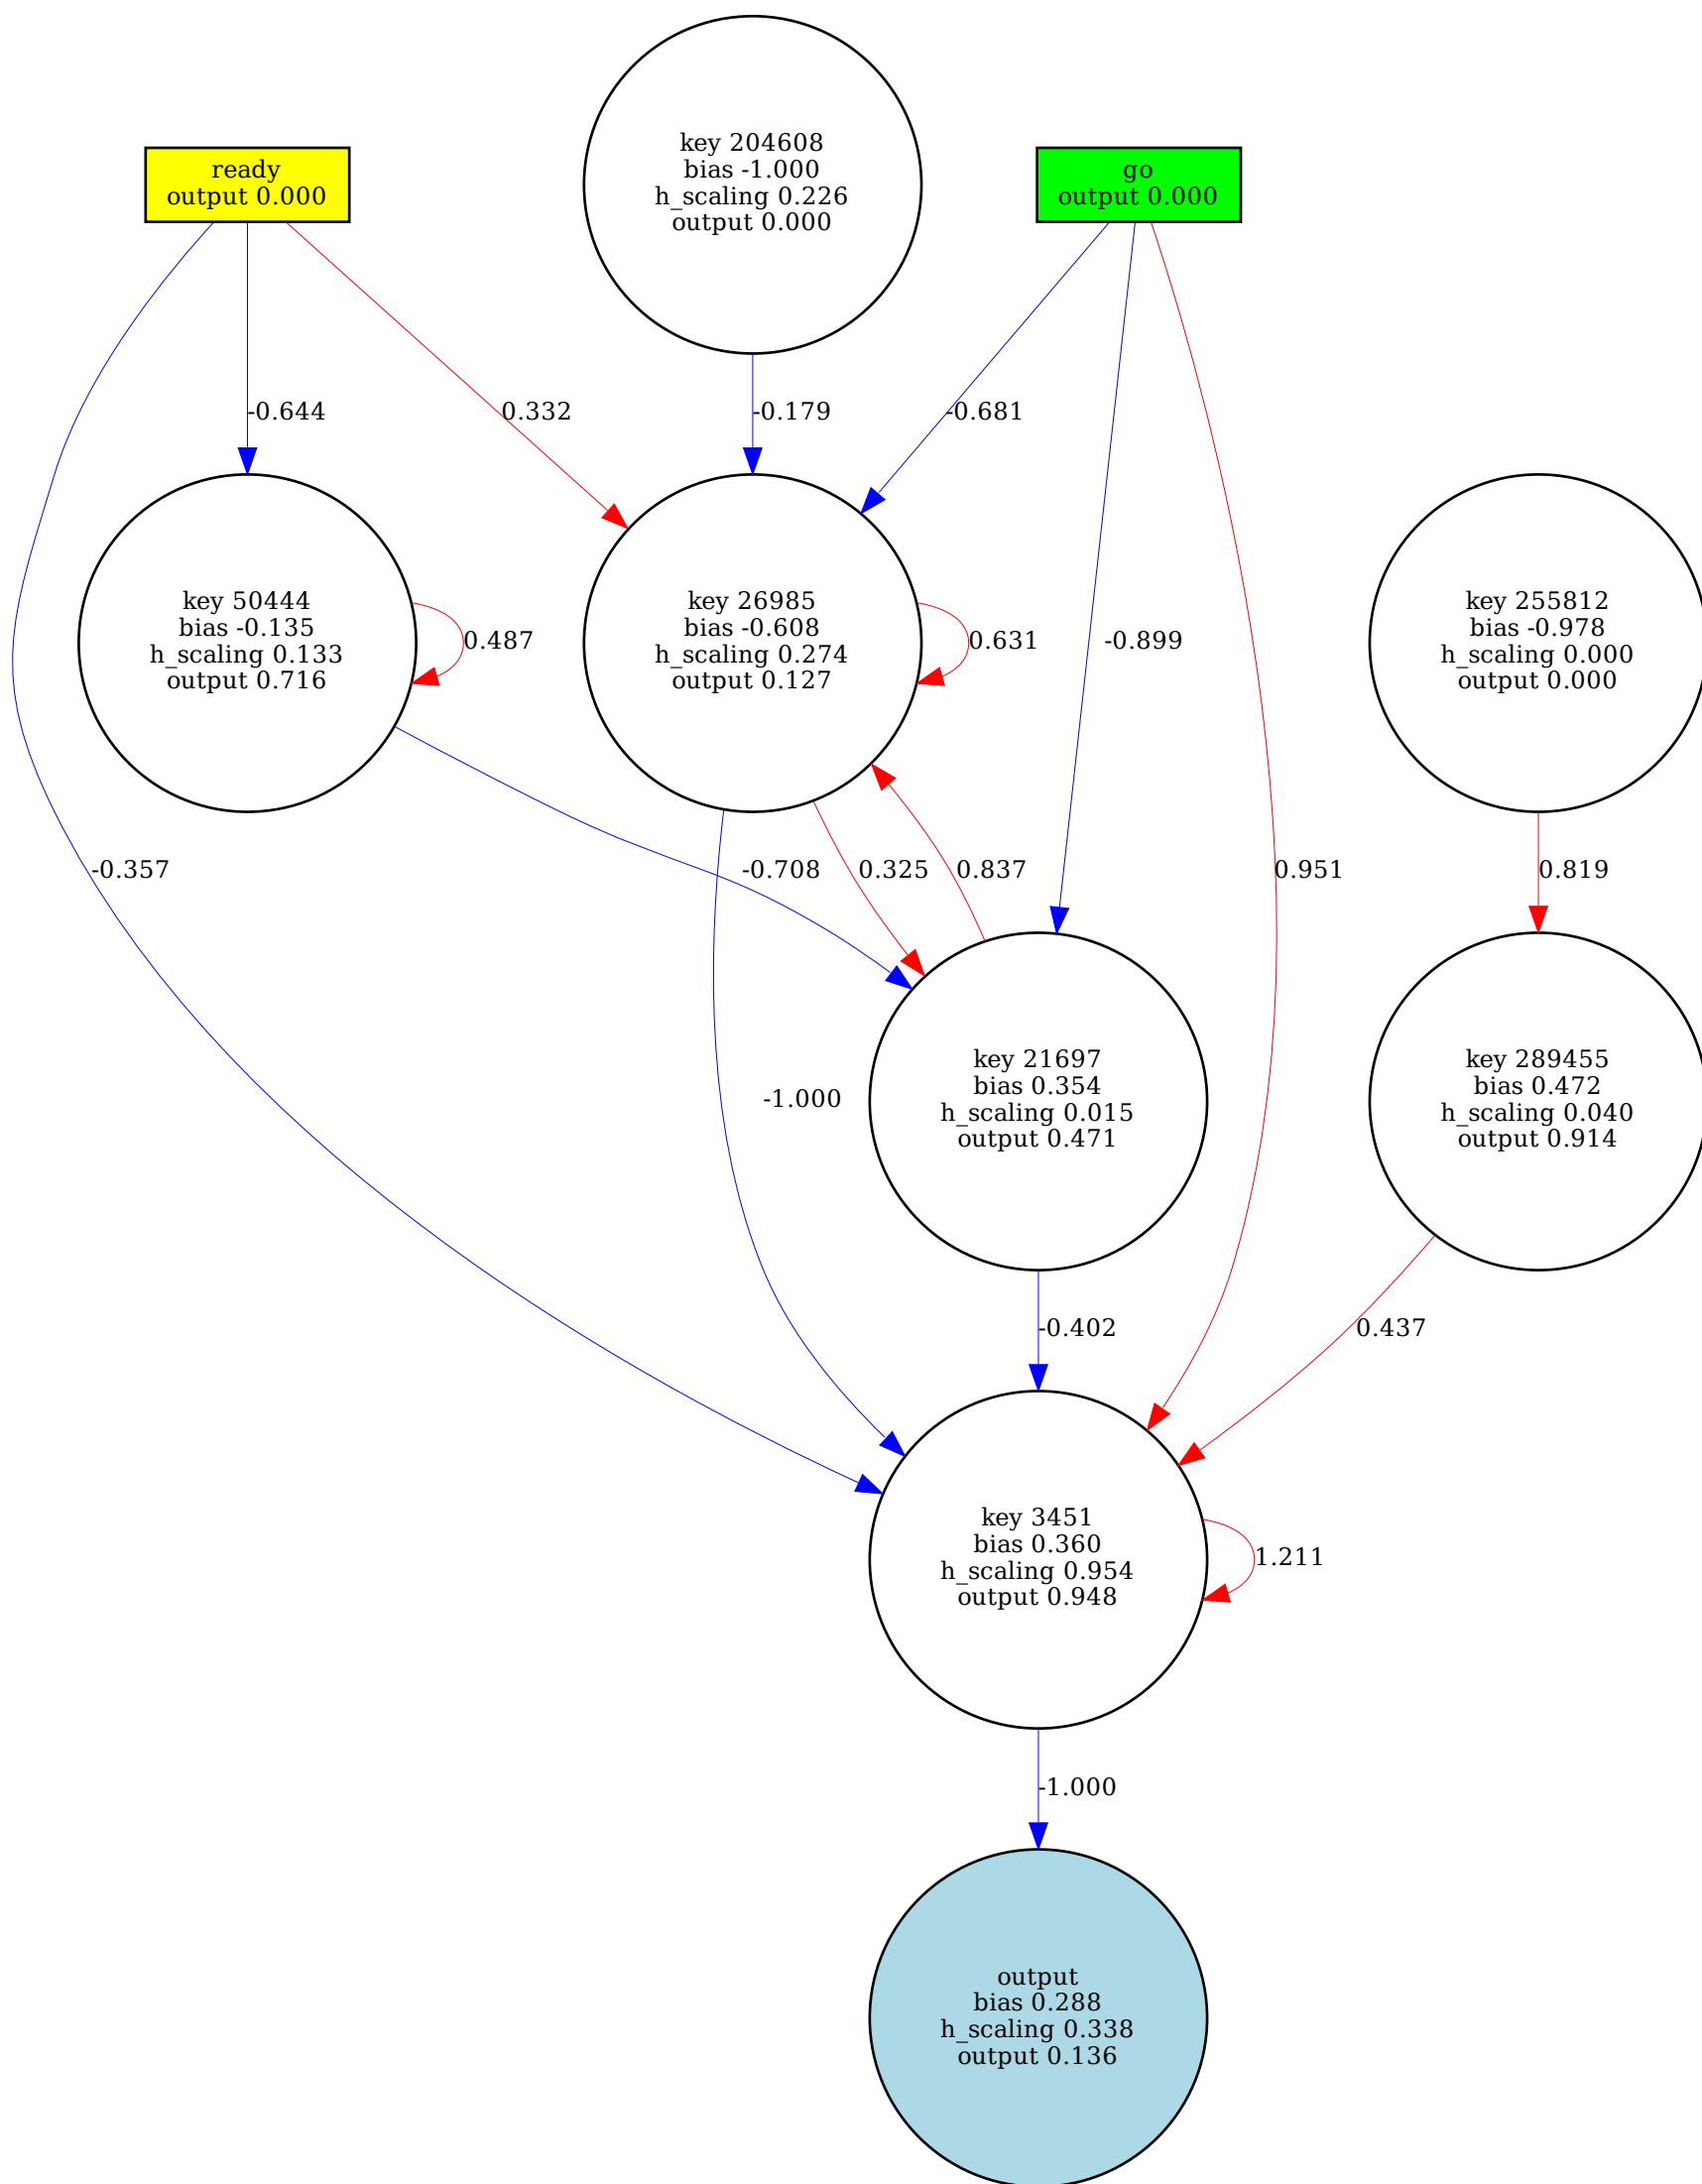 key 204608
bias -1.000
h_scaling 0.226
output 0.000
ready
output 0.000
go
output 0.000
-0.644
0.332
-0.179
-0.681
key 50444
bias -0.135
h_scaling 0.133
output 0.716
0.487
key 26985
bias -0.608
h_scaling 0.274
output 0.127
0.631
-0.899
key 255812
bias -0.978
h_scaling 0.000
output 0.000
-0.357
-0.708
0.325
0.837
0.951
0.819
-1.000
key 21697
bias 0.354
h_scaling 0.015
output 0.471
key 289455
bias 0.472
h_scaling 0.040
output 0.914
-0.402
0.437
key 3451
bias 0.360
h_scaling 0.954
output 0.948
1.211
-1.000
output
bias 0.288
h_scaling 0.338
output 0.136